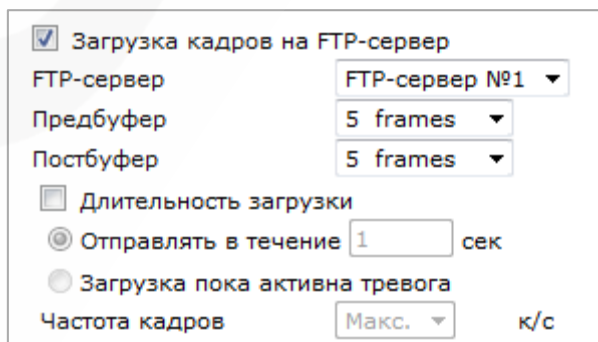 Загрузка кадров на FTP-сервер
FTP-сервер FTP-сервер №1
Предбуфер 5 frames
Постбуфер 5 frames
Длительность загрузки
Отправлять в течение 1 сек
Загрузка пока активна тревога
Частота кадров Макс. к/с